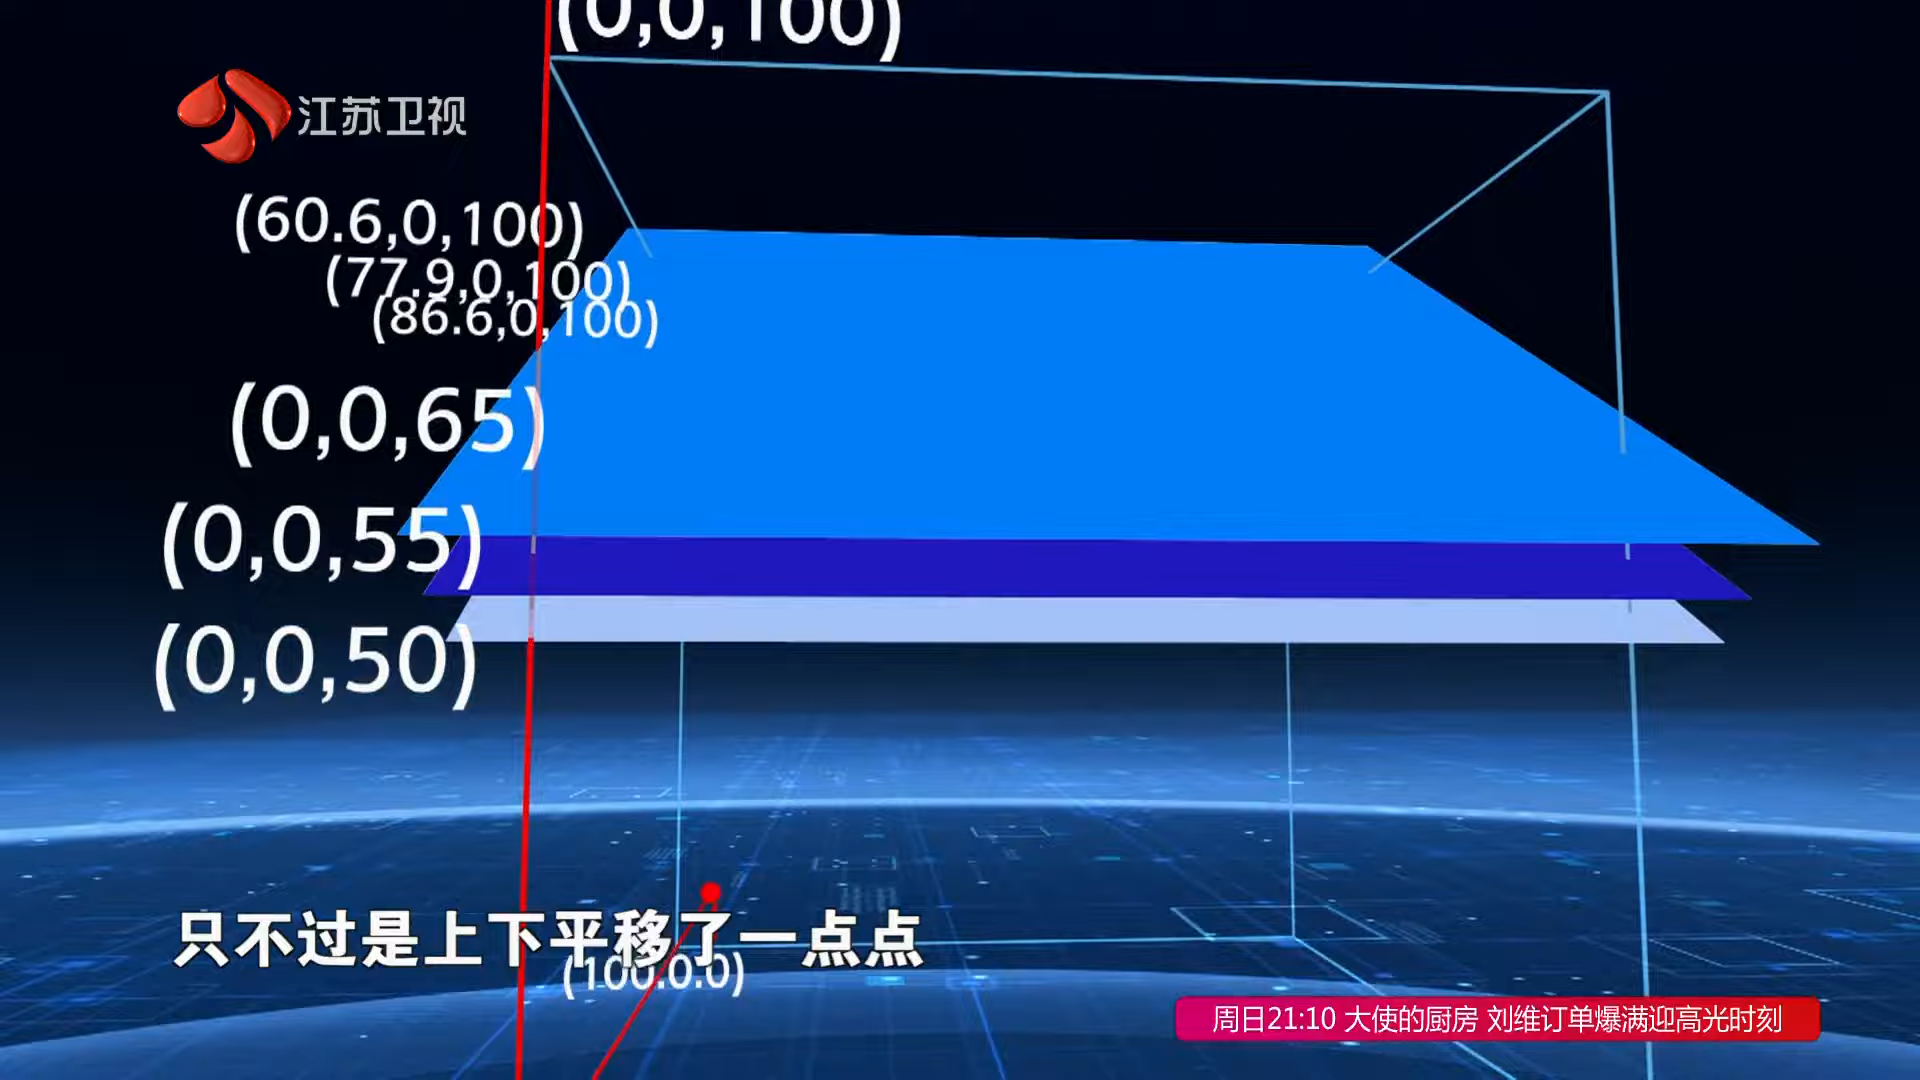 (0,0,100)
江苏卫视
(60.6,0,100)
(77.9,0,100)
(86.6,0,100)
(0,0,65)
(0,0,55)
(0,0,50)
只不过是上下平移了一点点
(100.0.0)
周日21:10 大使的厨房 刘维订单爆满迎高光时刻